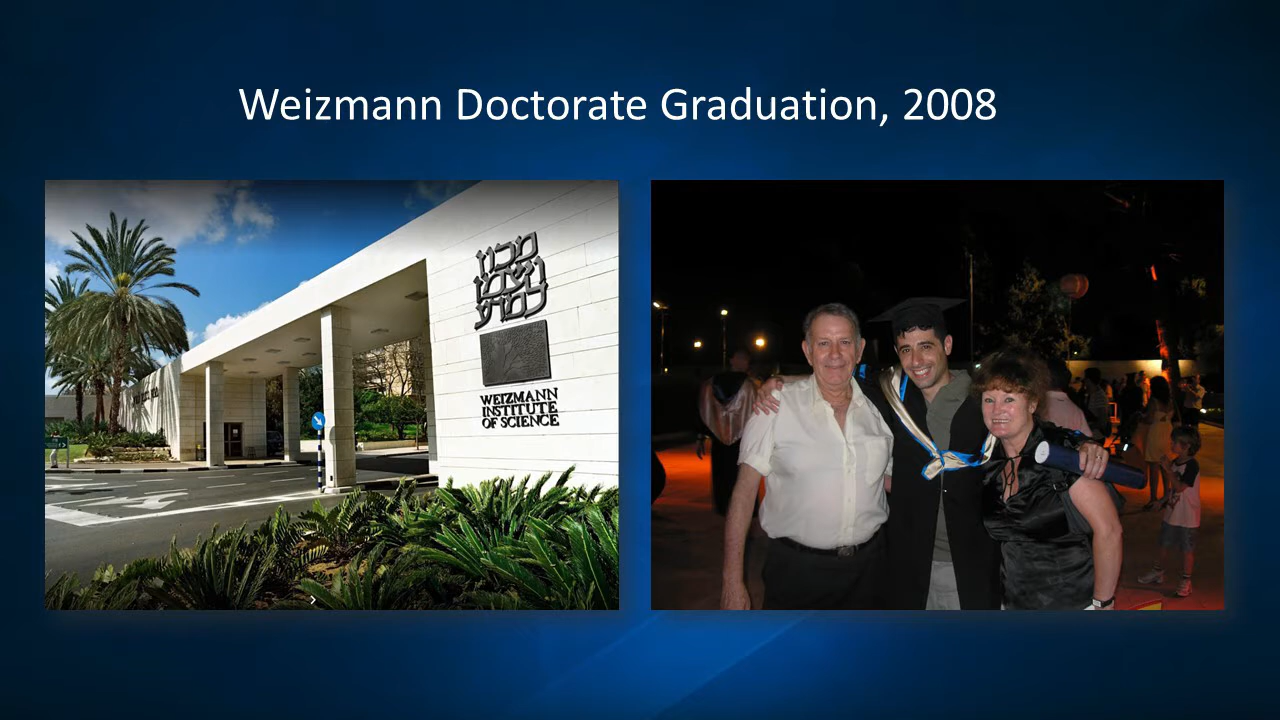 Weizmann Doctorate Graduation, 2008
מכון
ויצמן
למדע
WEIZMANN
INSTITUTE
OF SCIENCE